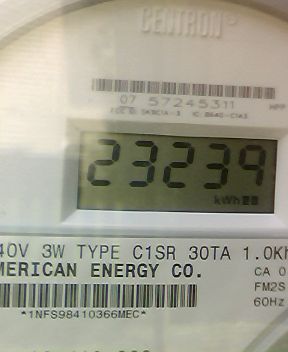 CENTRON
07 57245311
23239
kWh
40V 3W TYPE C1SR 30TA 1.0Kh
MERICAN ENERGY CO.
CA 0
FM2S
60Hz
*1NFS98410366MEC*